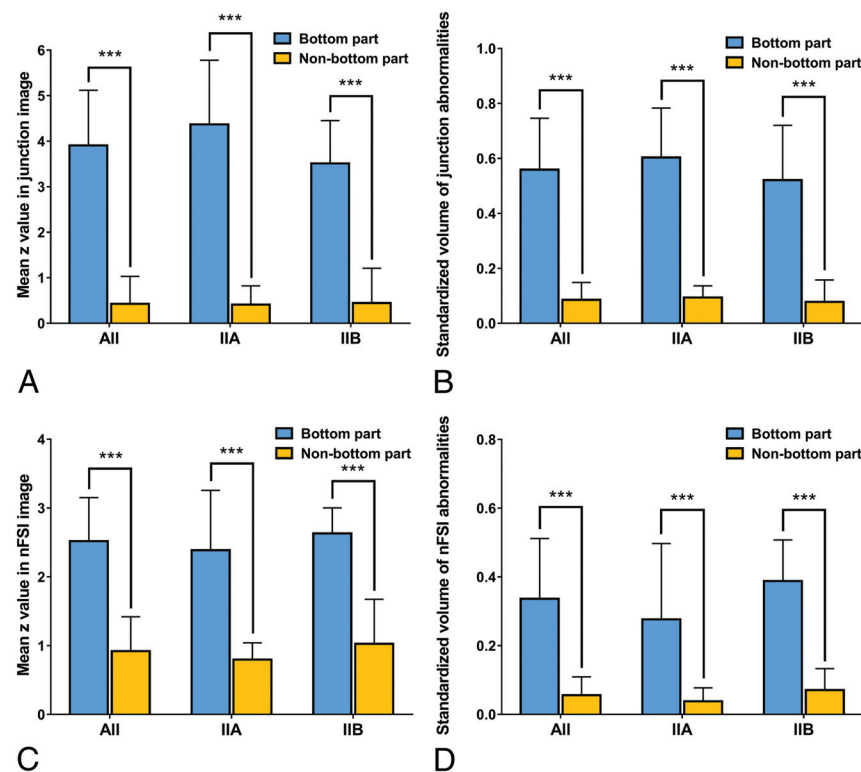 Bottom part
Non-bottom part
Mean z value in junction image
6
5
4
3
2
1
0
***
***
***
All
IIA
IIB
A
Bottom part
Non-bottom part
Standardized volume of junction abnormalities
1.0
0.8
0.6
0.4
0.2
0.0
***
***
***
All
IIA
IIB
B
Bottom part
Non-bottom part
Mean z value in nFSI image
4
3
2
1
0
***
***
***
All
IIA
IIB
C
Bottom part
Non-bottom part
Standardized volume of nFSI abnormalities
0.8
0.6
0.4
0.2
0.0
***
***
***
All
IIA
IIB
D